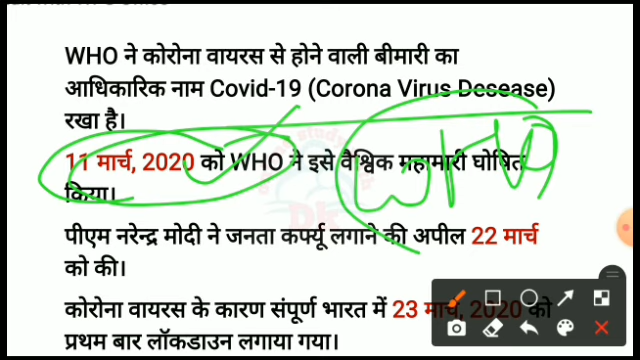 WHO ने कोरोना वायरस से होने वाली बीमारी का
आधिकारिक नाम Covid-19 (Corona Virus Desease)
रखा है।
11 मार्च, 2020 को WHO ने इसे वैश्विक महामारी घोषित
किया।
WHO
पीएम नरेन्द्र मोदी ने जनता कर्फ्यू लगाने की अपील 22 मार्च
को की।
कोरोना वायरस के कारण संपूर्ण भारत में 23 मार्च, 2020 को
प्रथम बार लॉकडाउन लगाया गया।